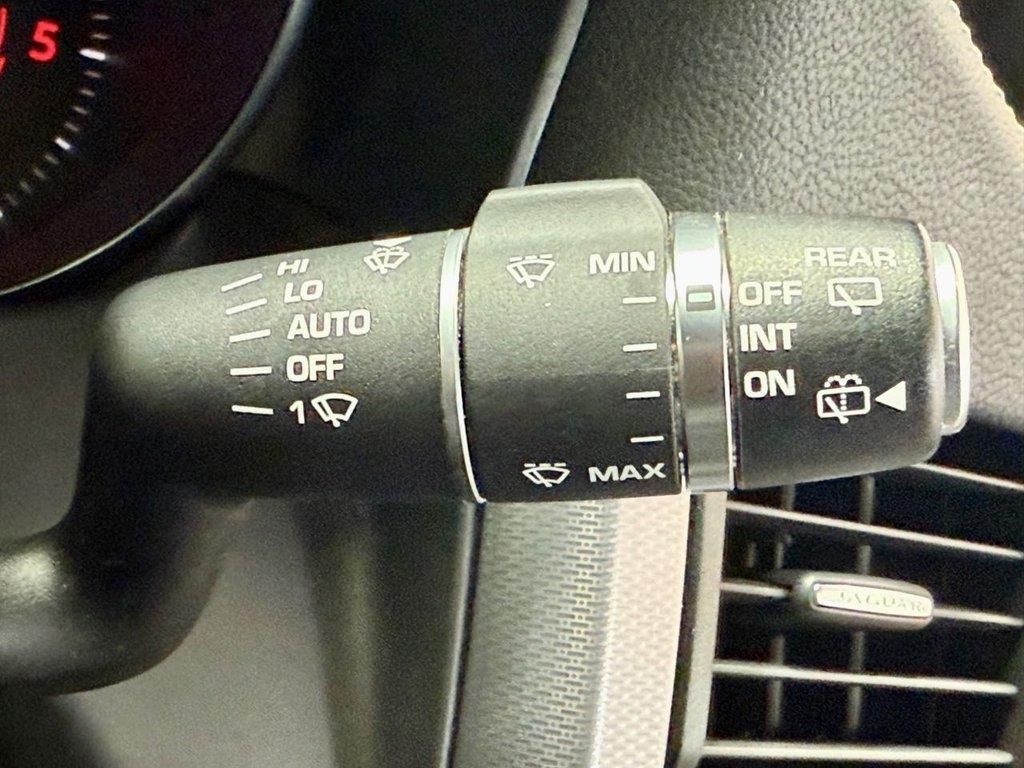 5
HI
LO
AUTO
OFF
1
MIN
MAX
REAR
OFF
INT
ON
JAGUAR